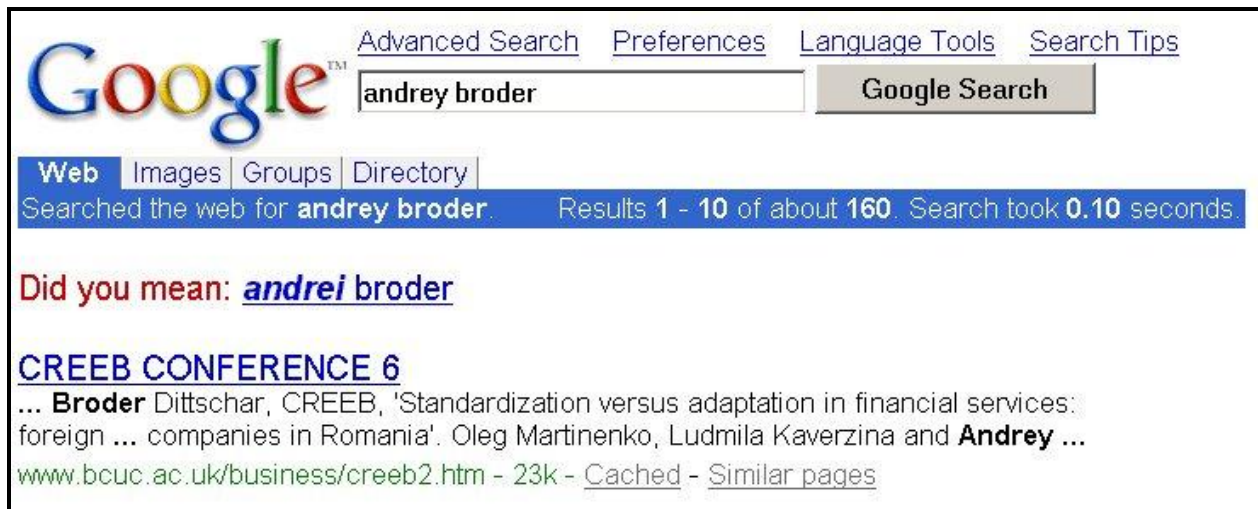 Google™
Advanced Search Preferences Language Tools Search Tips
andrey broder Google Search
Web Images Groups Directory
Searched the web for andrey broder. Results 1 - 10 of about 160. Search took 0.10 seconds.
Did you mean: andrei broder
CREEB CONFERENCE 6
... Broder Dittschar, CREEB, 'Standardization versus adaptation in financial services:
foreign ... companies in Romania'. Oleg Martinenko, Ludmila Kaverzina and Andrey ...
www.bcuc.ac.uk/business/creeb2.htm - 23k - Cached - Similar pages